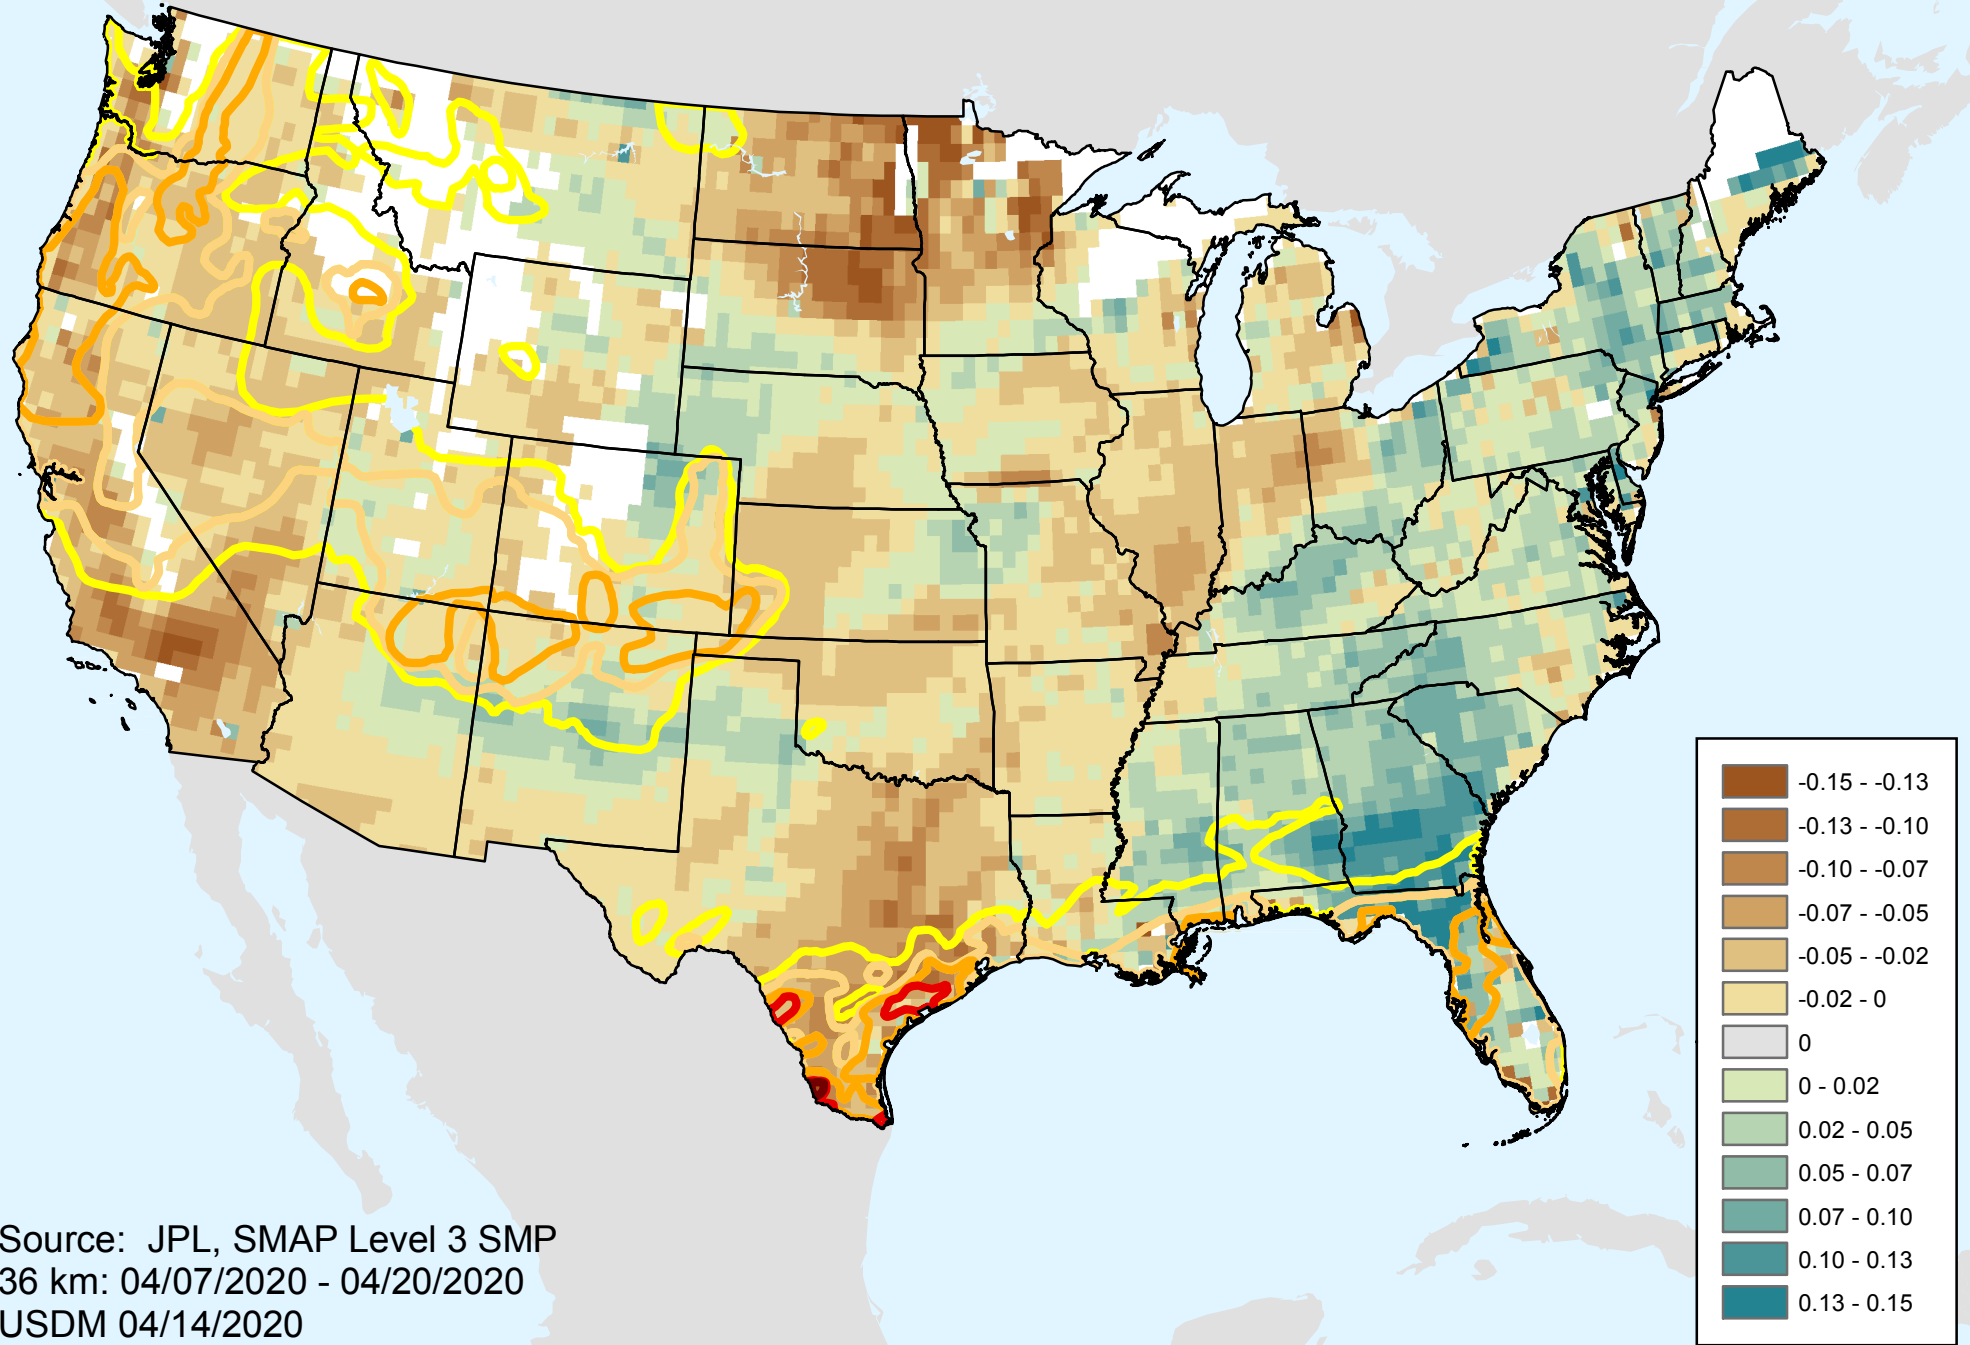 -0.15 - -0.13
-0.13 - -0.10
-0.10 - -0.07
-0.07 - -0.05
-0.05 - -0.02
-0.02 - 0
0
0 - 0.02
0.02 - 0.05
0.05 - 0.07
0.07 - 0.10
0.10 - 0.13
0.13 - 0.15
Source:  JPL, SMAP Level 3 SMP
36 km: 04/07/2020 - 04/20/2020
USDM 04/14/2020